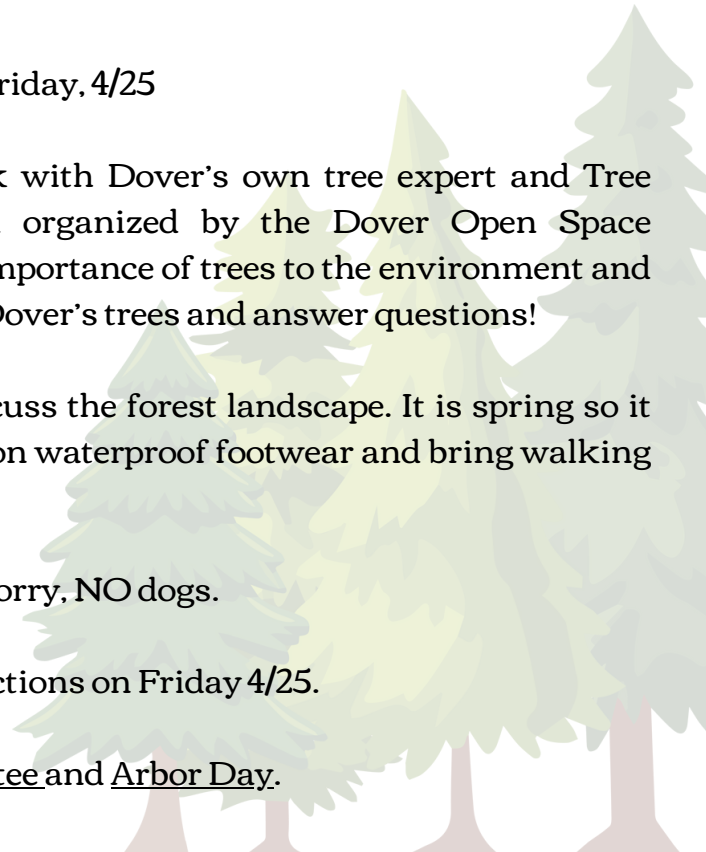 riday, 4/25
k with Dover's own tree expert and Tree
organized by the Dover Open Space
mportance of trees to the environment and
Dover's trees and answer questions!
cuss the forest landscape. It is spring so it
on waterproof footwear and bring walking
orry, NO dogs.
ctions on Friday 4/25.
tee and Arbor Day.